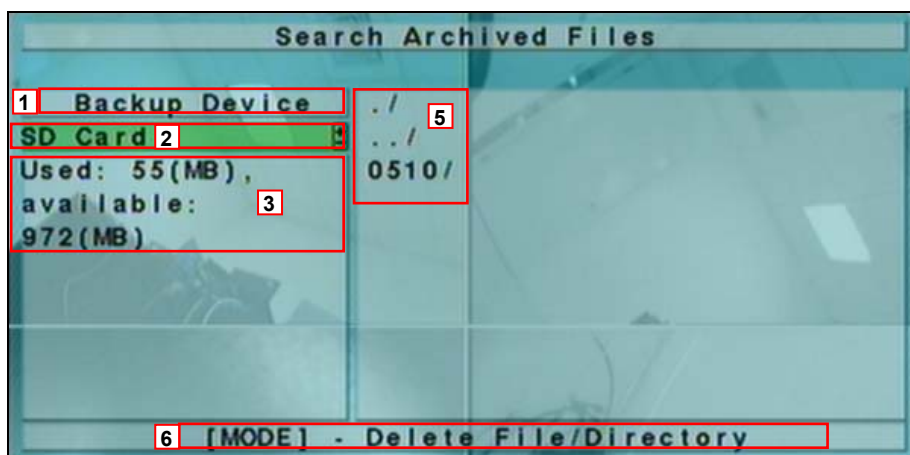 Search Archived Files
1 Backup Device
SD Card 2
Used: 55(MB),
available: 3
972(MB)
./ 5
../
0510/
6 [MODE] - Delete File/Directory